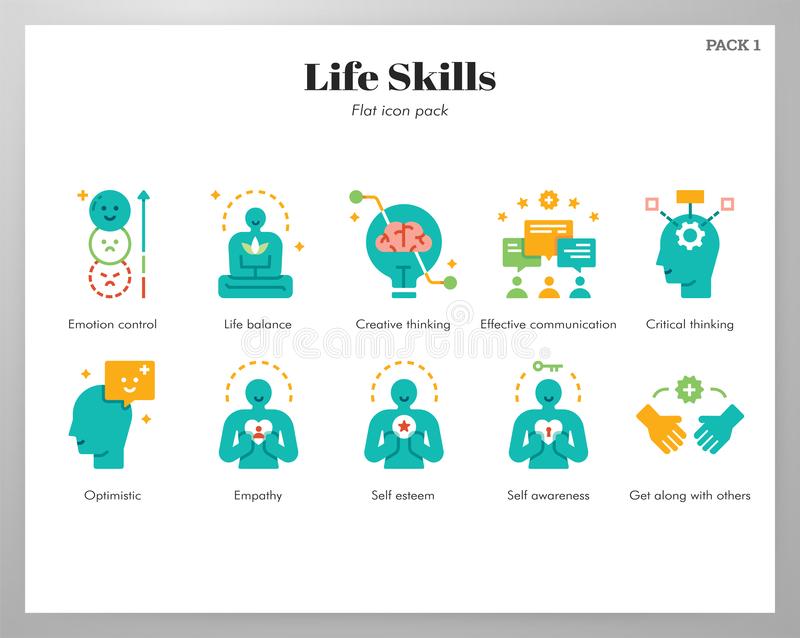 PACK 1
Life Skills
Flat icon pack
Emotion control
Life balance
Creative thinking
Effective communication
Critical thinking
dreamstime
Optimistic
Empathy
Self esteem
Self awareness
Get along with others